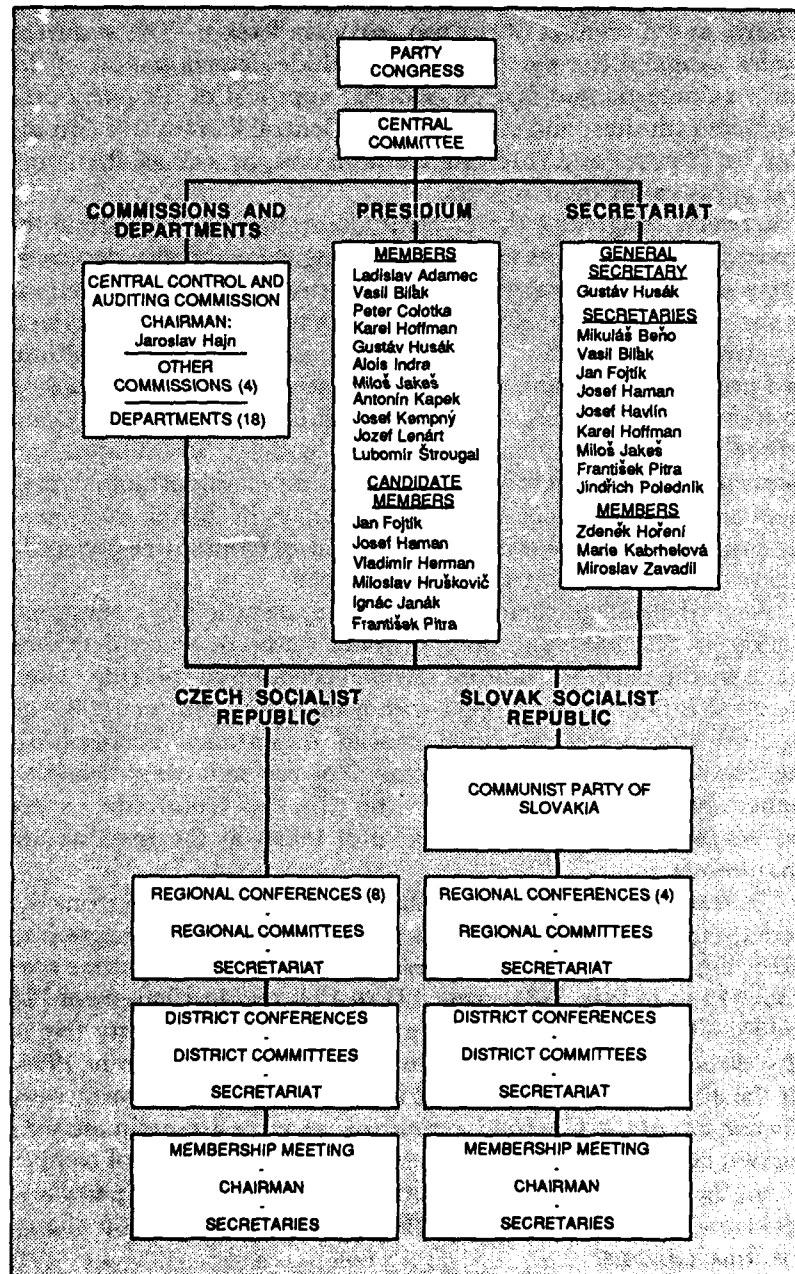 PARTY
CONGRESS
CENTRAL
COMMITTEE
COMMISSIONS AND
DEPARTMENTS
CENTRAL CONTROL AND
AUDITING COMMISSION
CHAIRMAN:
Jaroslav Hajn
OTHER
COMMISSIONS (4)
DEPARTMENTS (18)
PRESIDIUM
MEMBERS
Ladislav Adamec
Vasil Bilak
Peter Colotka
Karel Hoffman
Gustáv Husák
Alois Indra
Miloš Jakeš
Antonín Kapek
Josef Kempný
Jozef Lenárt
Lubomír Štrougal
CANDIDATE
MEMBERS
Jan Fojtík
Josef Haman
Vladimír Herman
Miloslav Hruškovič
Ignác Janák
František Pitra
SECRETARIAT
GENERAL
SECRETARY
Gustáv Husák
SECRETARIES
Mikuláš Beňo
Vasil Bilak
Jan Fojtík
Josef Haman
Josef Havlín
Karel Hoffman
Miloš Jakeš
František Pitra
Jindřich Poledník
MEMBERS
Zdeněk Hoření
Marie Kabrhelová
Miroslav Zavadil
CZECH SOCIALIST
REPUBLIC
REGIONAL CONFERENCES (8)
-
REGIONAL COMMITTEES
-
SECRETARIAT
DISTRICT CONFERENCES
-
DISTRICT COMMITTEES
-
SECRETARIAT
MEMBERSHIP MEETING
-
CHAIRMAN
-
SECRETARIES
SLOVAK SOCIALIST
REPUBLIC
COMMUNIST PARTY OF
SLOVAKIA
REGIONAL CONFERENCES (4)
-
REGIONAL COMMITTEES
-
SECRETARIAT
DISTRICT CONFERENCES
-
DISTRICT COMMITTEES
-
SECRETARIAT
MEMBERSHIP MEETING
-
CHAIRMAN
-
SECRETARIES